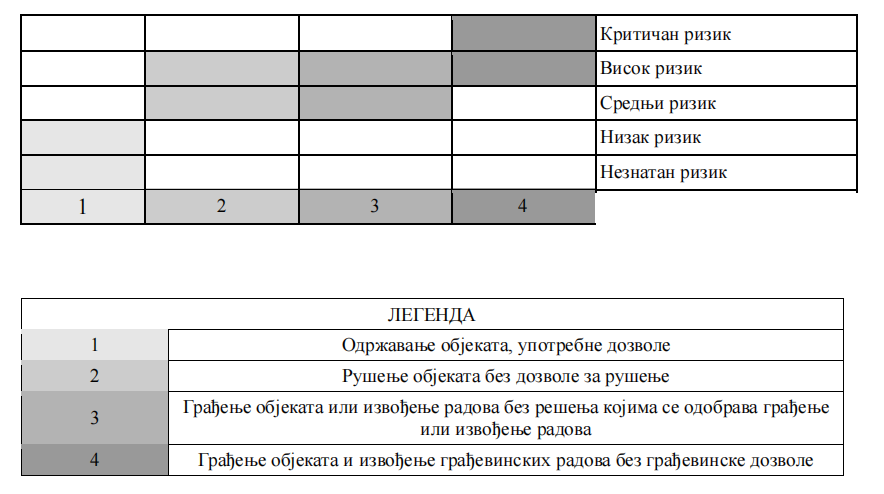 Критичан ризик
Висок ризик
Средњи ризик
Низак ризик
Незнатан ризик
1 2 3 4
ЛЕГЕНДА
1 Одржавање објеката, употребне дозволе
2 Рушење објеката без дозволе за рушење
3 Грађење објеката или извођење радова без решења којима се одобрава грађење
или извођење радова
4 Грађење објеката и извођење грађевинских радова без грађевинске дозволе